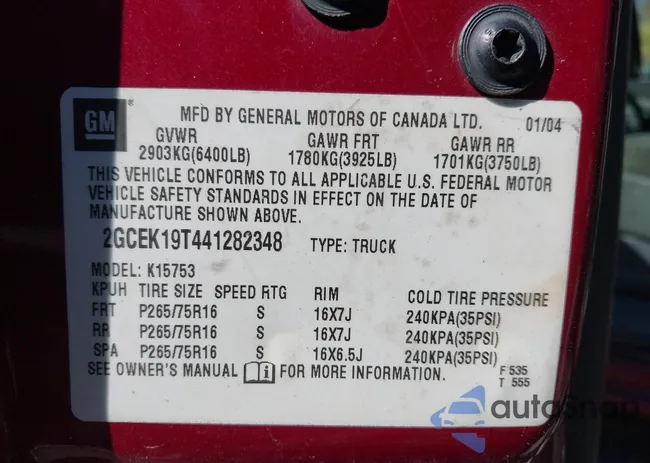 GM
MFD BY GENERAL MOTORS OF CANADA LTD. 01/04
GVWR GAWR FRT GAWR RR
2903KG(6400LB) 1780KG(3925LB) 1701KG(3750LB)
THIS VEHICLE CONFORMS TO ALL APPLICABLE U.S. FEDERAL MOTOR
VEHICLE SAFETY STANDARDS IN EFFECT ON THE DATE OF
MANUFACTURE SHOWN ABOVE.
2GCEK19T441282348 TYPE: TRUCK
MODEL: K15753
KPUH TIRE SIZE SPEED RTG RIM COLD TIRE PRESSURE
FRT P265/75R16 S 16X7J 240KPA(35PSI)
RR P265/75R16 S 16X7J 240KPA(35PSI)
SPA P265/75R16 S 16X6.5J 240KPA(35PSI)
SEE OWNER'S MANUAL i FOR MORE INFORMATION. F 535
T 555
autosnap